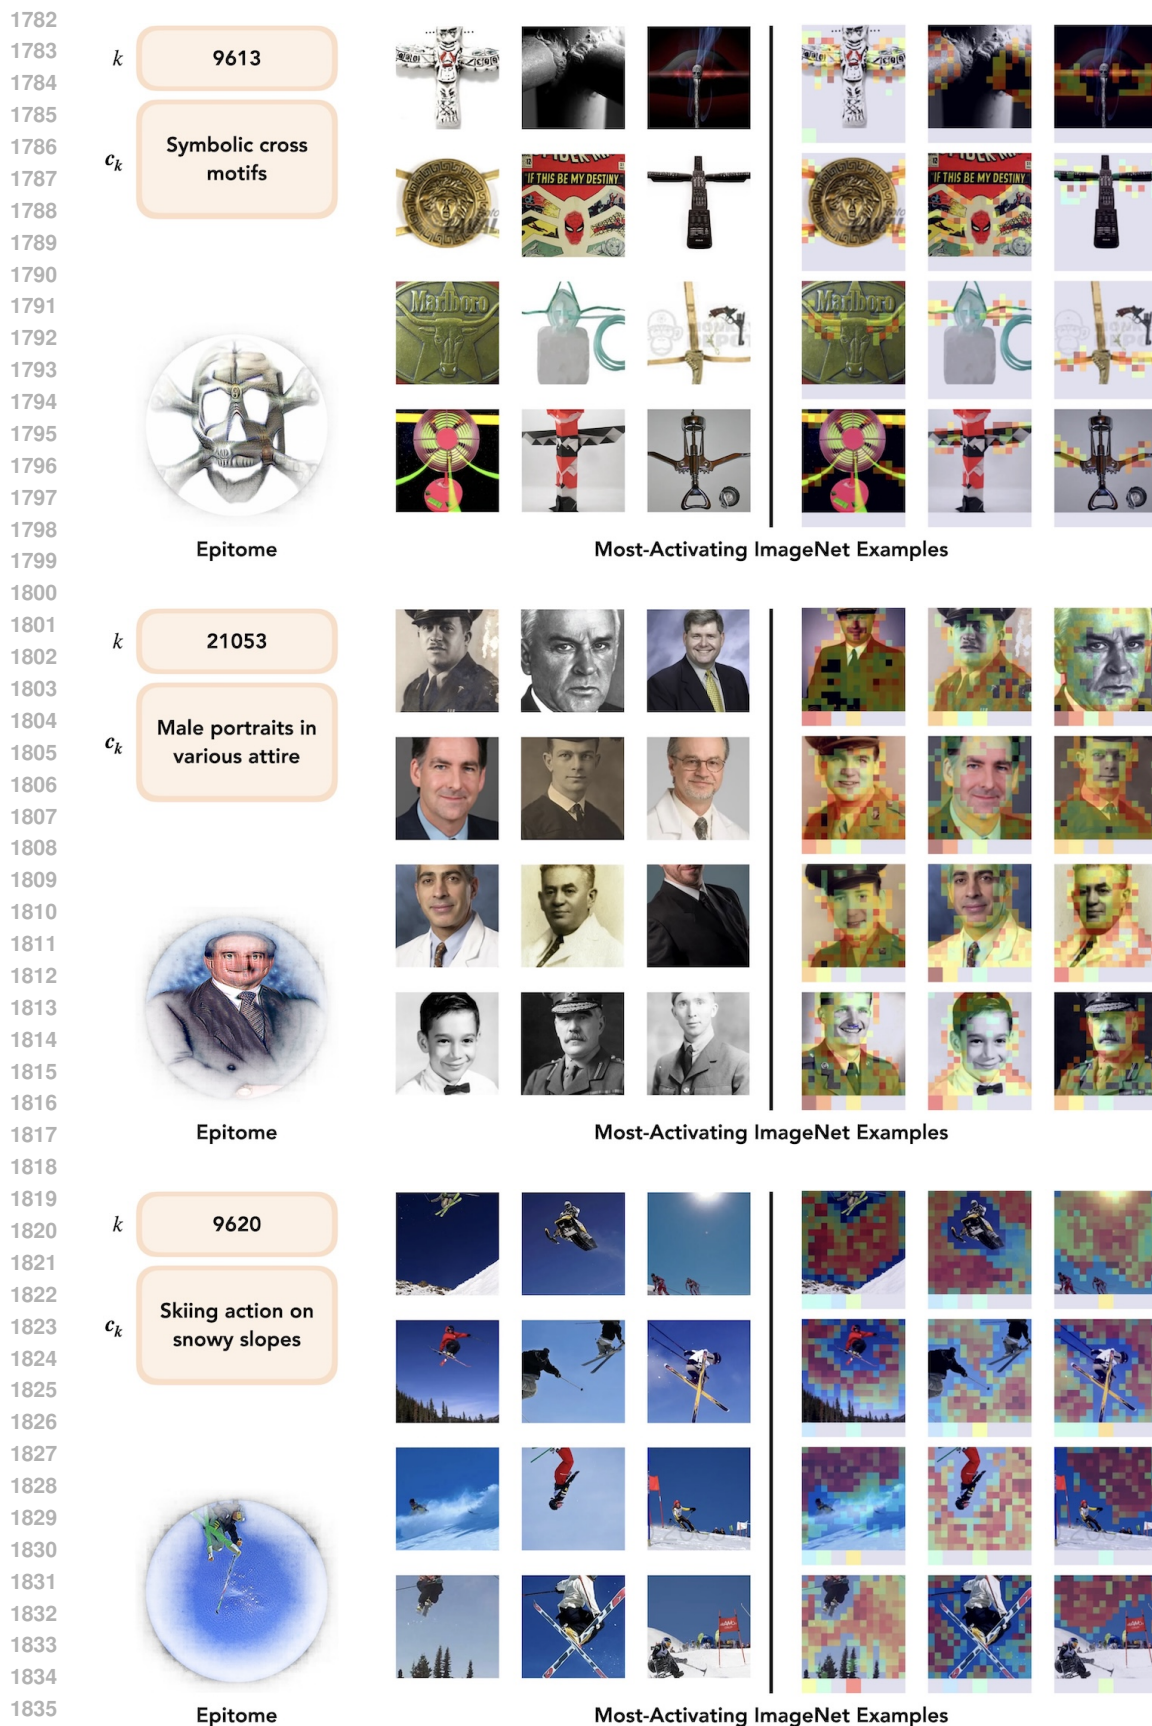 1782
1783
1784
1785
1786
1787
1788
1789
1790
1791
1792
1793
1794
1795
1796
1797
1798
1799
1800
1801
1802
1803
1804
1805
1806
1807
1808
1809
1810
1811
1812
1813
1814
1815
1816
1817
1818
1819
1820
1821
1822
1823
1824
1825
1826
1827
1828
1829
1830
1831
1832
1833
1834
1835
k
9613
c_k
Symbolic cross
motifs
"IF THIS BE MY DESTINY"
"IF THIS BE MY DESTINY"
Marlboro
Marlboro
Epitome
Most-Activating ImageNet Examples
k
21053
c_k
Male portraits in
various attire
Epitome
Most-Activating ImageNet Examples
k
9620
c_k
Skiing action on
snowy slopes
Epitome
Most-Activating ImageNet Examples